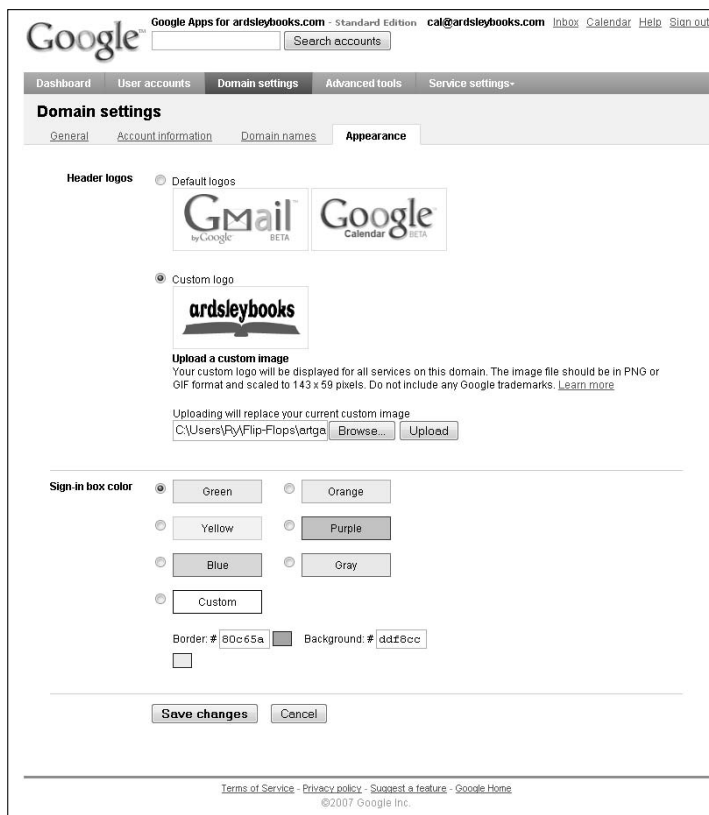 Google™
Google Apps for ardsleybooks.com - Standard Edition cal@ardsleybooks.com Inbox Calendar Help Sign out
Search accounts
Dashboard User accounts Domain settings Advanced tools Service settings
Domain settings
General Account information Domain names Appearance
Header logos
Default logos
Gmail™ by Google BETA
Google™ Calendar BETA
Custom logo
ardsleybooks
Upload a custom image
Your custom logo will be displayed for all services on this domain. The image file should be in PNG or
GIF format and scaled to 143 x 59 pixels. Do not include any Google trademarks. Learn more
Uploading will replace your current custom image
C:\Users\Ry\Flip-Flops\artga Browse... Upload
Sign-in box color
Green Orange
Yellow Purple
Blue Gray
Custom
Border: # 80c65a Background: # ddf8cc
Save changes Cancel
Terms of Service - Privacy policy - Suggest a feature - Google Home
©2007 Google Inc.